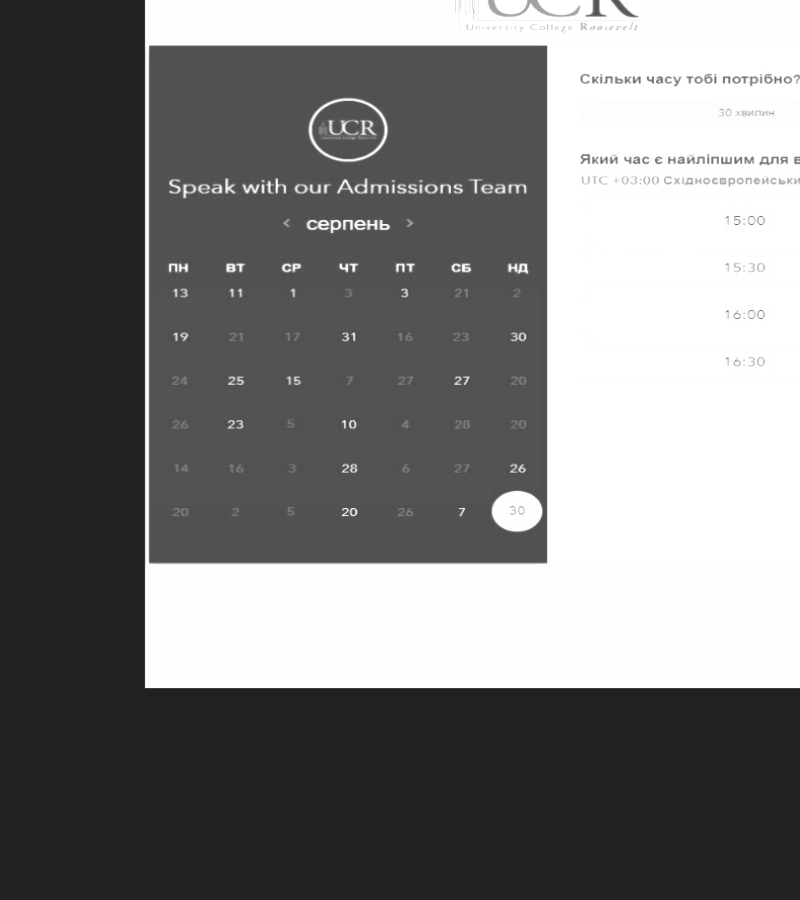 UCR
University College Roosevelt
UCR
Speak with our Admissions Team
< серпень >
ПН ВТ СР ЧТ ПТ СБ НД
13 11 1 3 3 21 2
19 21 17 31 16 23 30
24 25 15 7 27 27 20
26 23 5 10 4 28 20
14 16 3 28 6 27 26
20 2 5 20 26 7 30
Скільки часу тобі потрібно?
30 хвилин
Який час є найліпшим для в
UTC +03:00 Східноєвропейськи
15:00
15:30
16:00
16:30